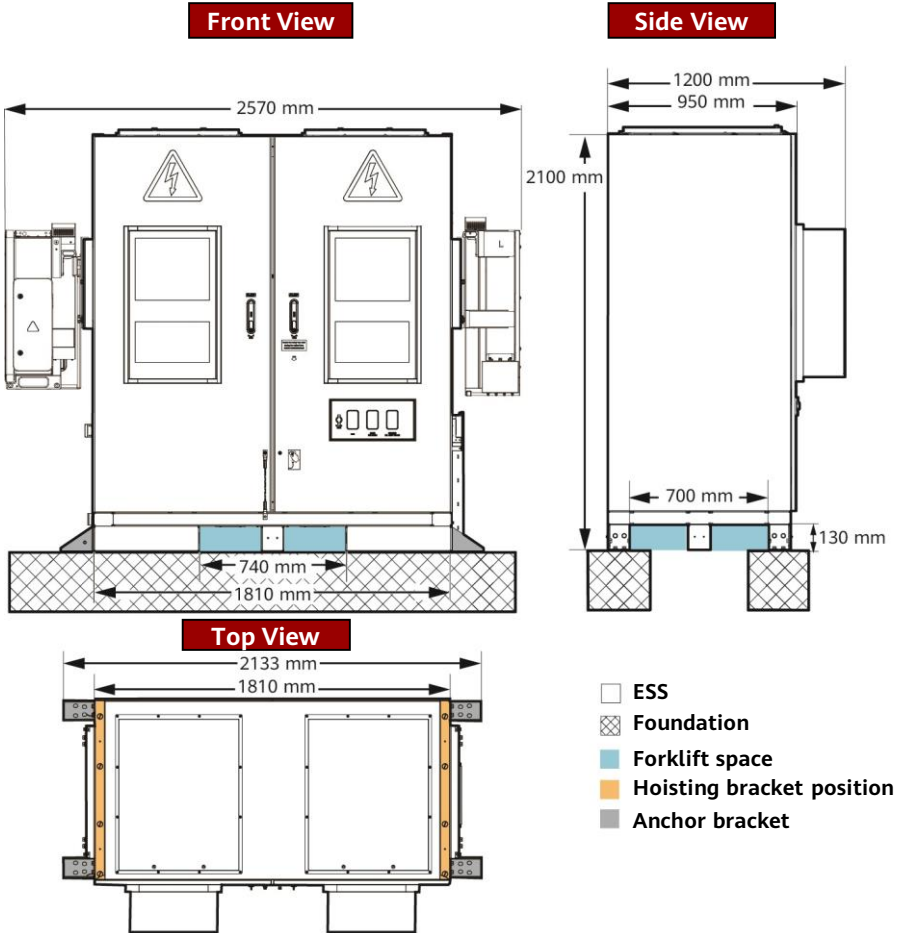 Front View
Side View
2570 mm
1200 mm
950 mm
2100 mm
L
700 mm
130 mm
740 mm
1810 mm
Top View
2133 mm
1810 mm
ESS
Foundation
Forklift space
Hoisting bracket position
Anchor bracket